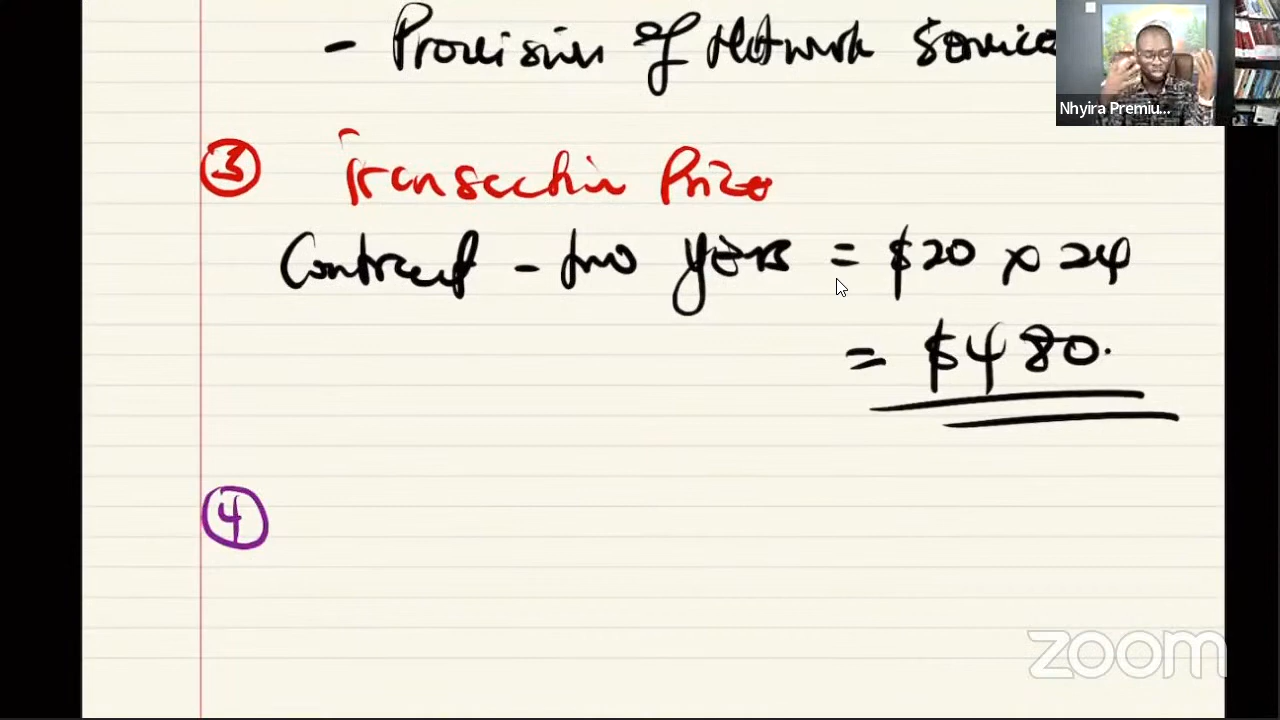 - Provision of Network Service
Nhyira Premiu...
3 Transaction Price
Contract - two years = $20 x 24
= $480.
4
zoom